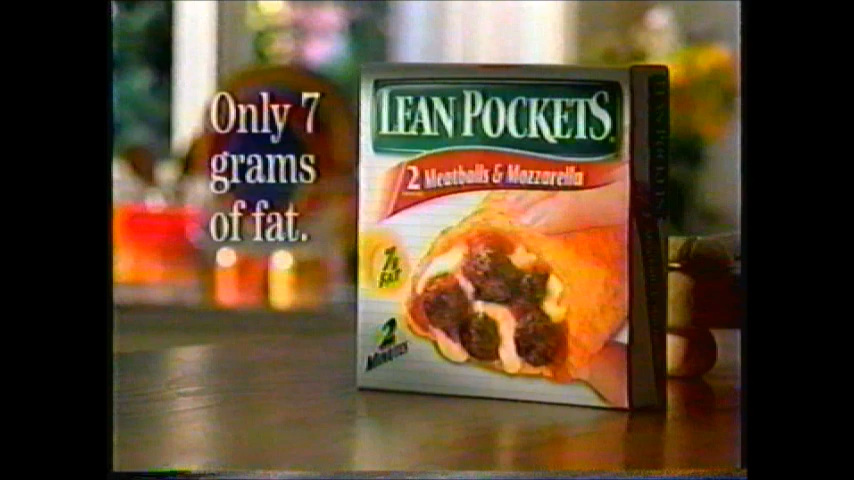 Only 7
grams
of fat.
LEAN POCKETS
2 Meatballs & Mozzarella
7g
FAT
2
MINUTES